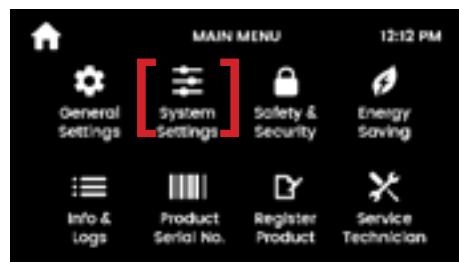 MAIN MENU
12:12 PM
General
Settings
System
Settings
Safety &
Security
Energy
Saving
Info &
Logs
Product
Serial No.
Register
Product
Service
Technician